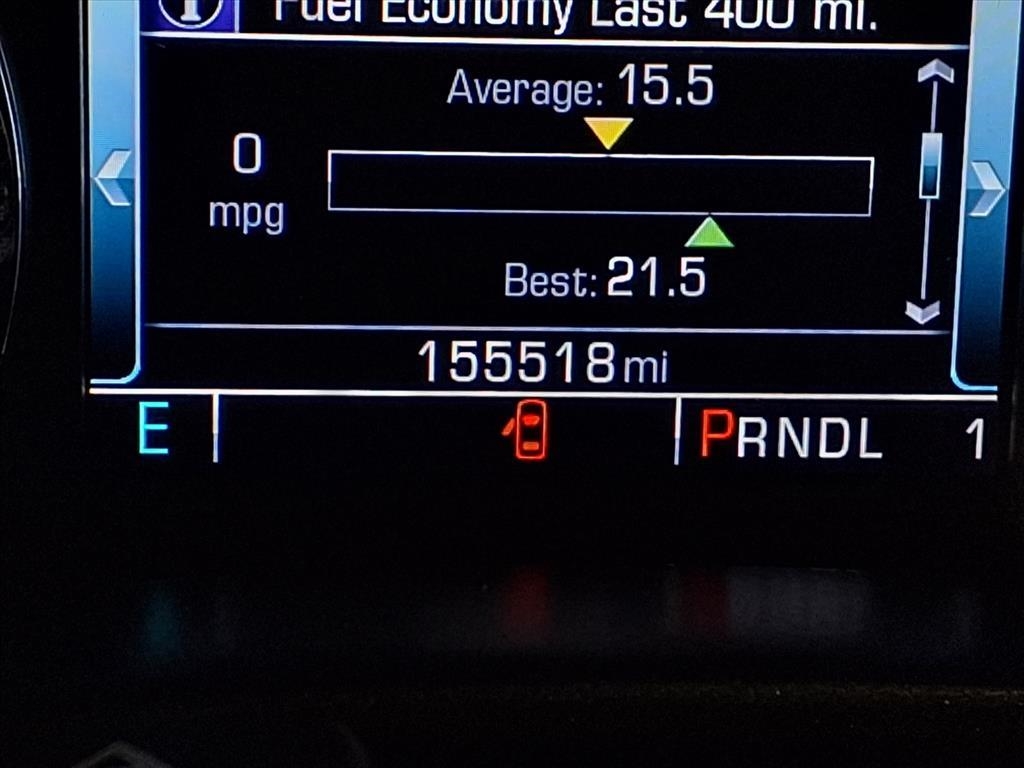 i Fuel Economy Last 400 mi.
Average: 15.5
0
mpg
Best: 21.5
155518 mi
E PRNDL 1